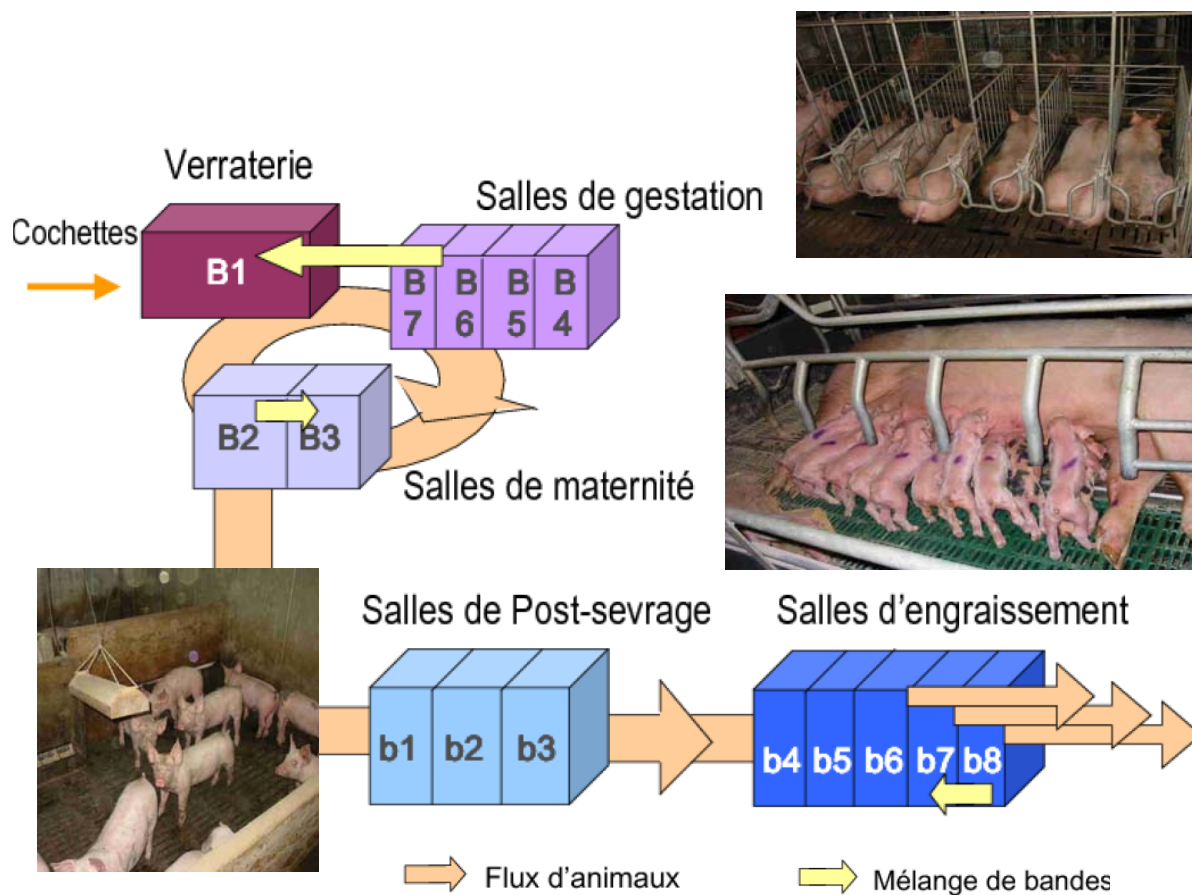 Verraterie
Salles de gestation
Cochettes
B1
B
7
B
6
B
5
B
4
B2
B3
Salles de maternité
Salles de Post-sevrage
Salles d'engraissement
b1
b2
b3
b4
b5
b6
b7
b8
Flux d'animaux
Mélange de bandes